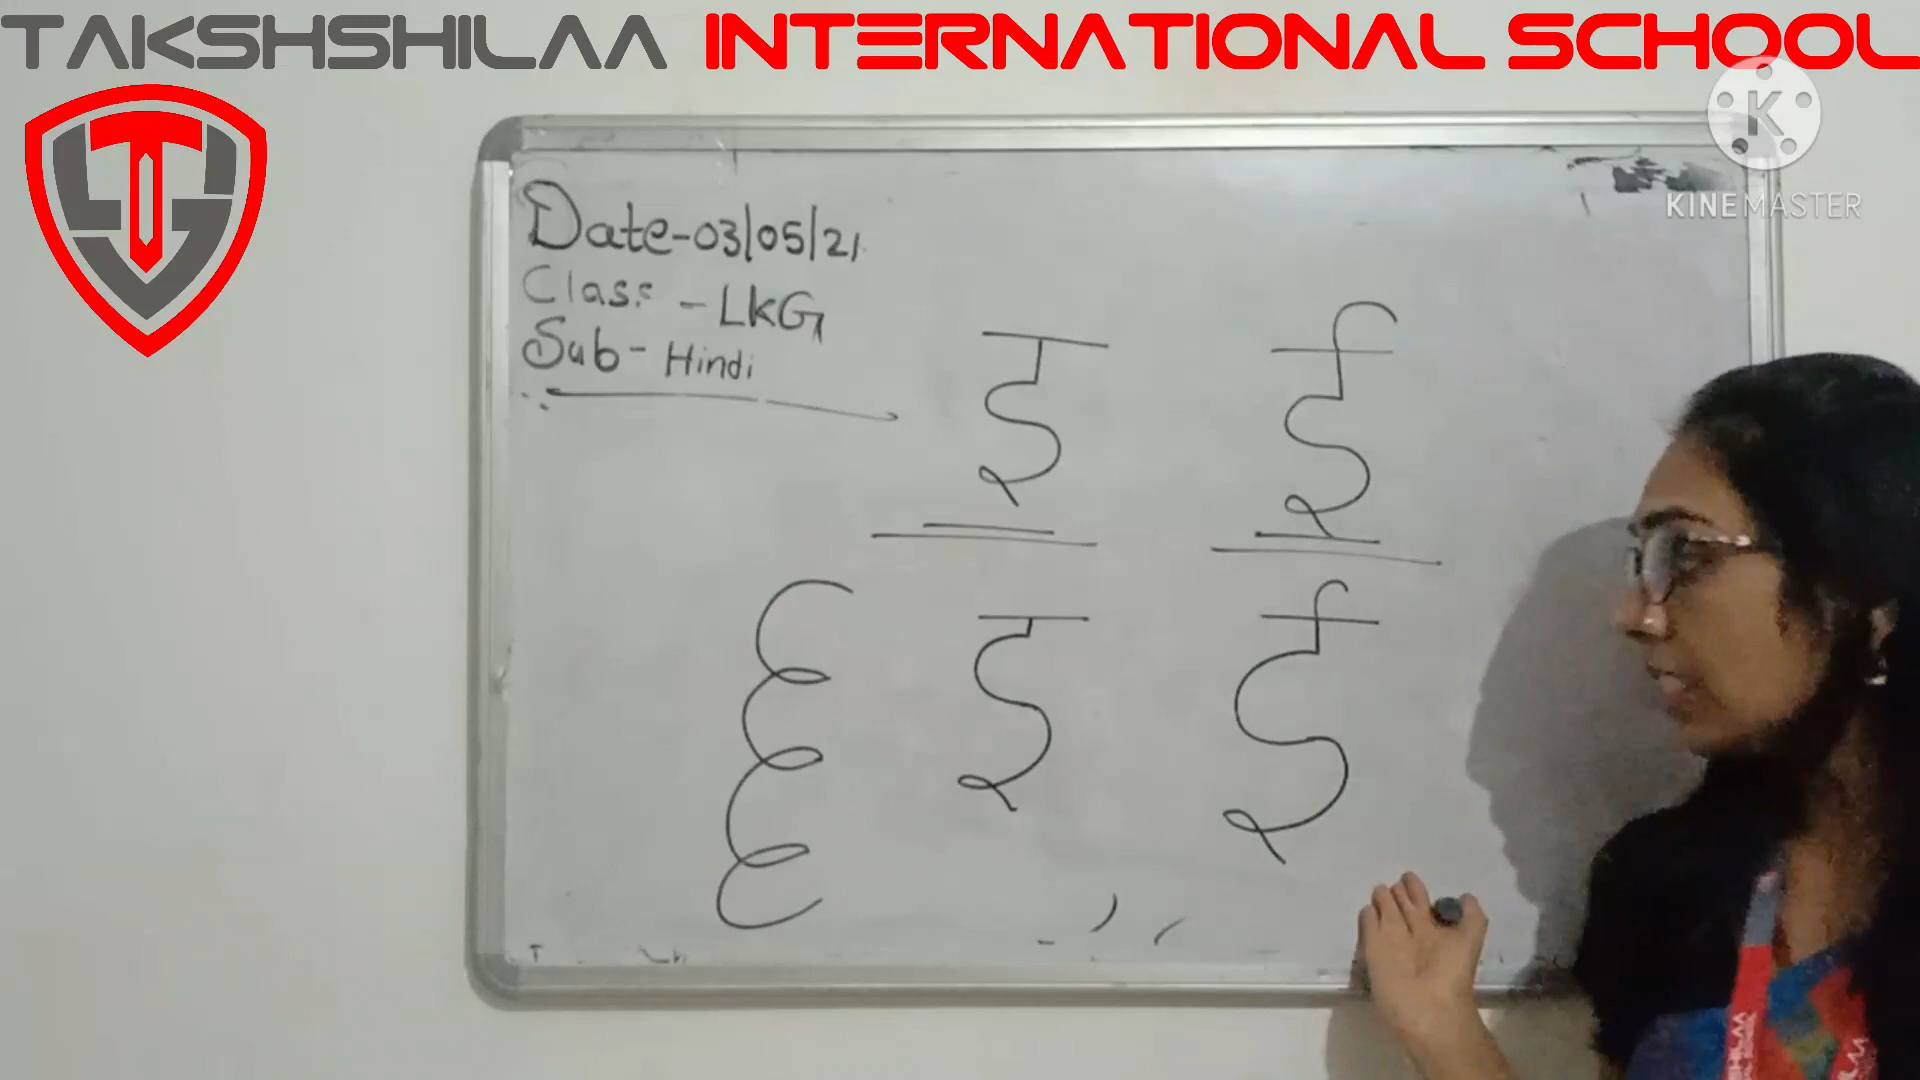 TAKSHSHILAA INTERNATIONAL SCHOOL
K
KINEMASTER
Date-03/05/21
Class - LKG
Sub- Hindi
इ ई
इ ई